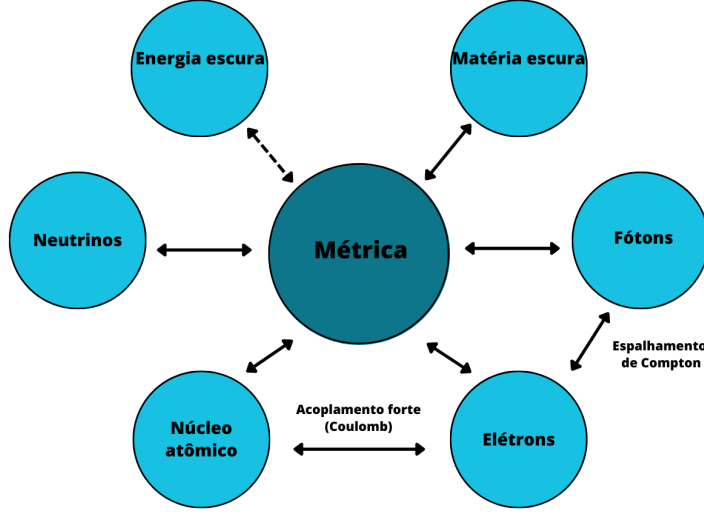 Energia escura
Matéria escura
Neutrinos
Métrica
Fótons
Espalhamento
de Compton
Núcleo
atômico
Acoplamento forte
(Coulomb)
Elétrons